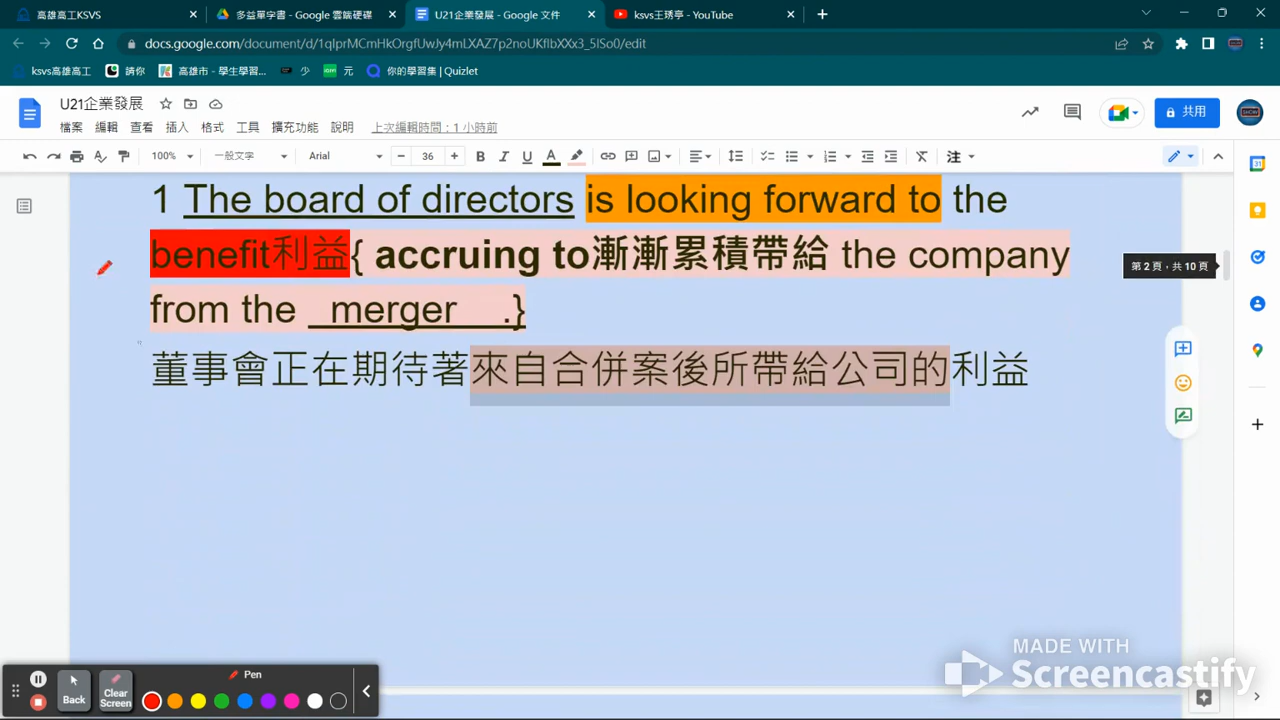 高雄高工KSVS
多益單字書 - Google 雲端硬碟
U21企業發展 - Google 文件
ksvs王琇亭 - YouTube
docs.google.com/document/d/1qIprMCmHkOrgfUwJy4mLXAZ7p2noUKfIbXXx3_5ISo0/edit
ksvs高雄高工
請你
高雄市 - 學生學習...
少
元
你的學習集 | Quizlet
U21企業發展
檔案 編輯 查看 插入 格式 工具 擴充功能 說明 上次編輯時間：1 小時前
共用
100% 一般文字 Arial 36 注
1 The board of directors is looking forward to the
benefit利益{ accruing to漸漸累積帶給 the company
from the merger .}
董事會正在期待著來自合併案後所帶給公司的利益
第 2 頁，共 10 頁
MADE WITH
Screencastify
Pen
Back
Clear
Screen